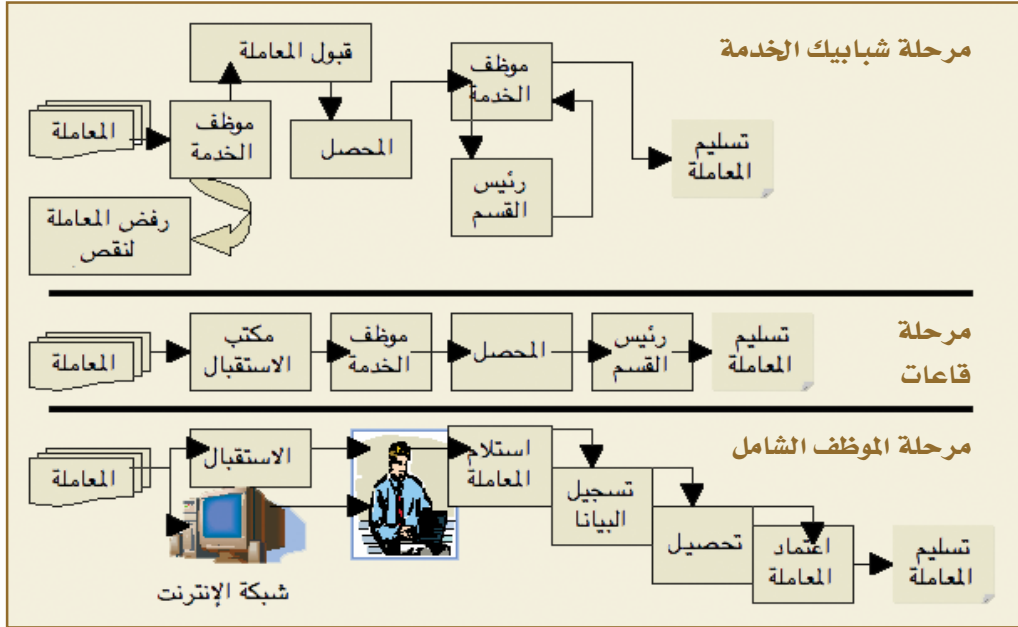 مرحلة شبابيك الخدمة
المعاملة
موظف
الخدمة
قبول المعاملة
رفض المعاملة
لنقص
المحصل
موظف
الخدمة
رئيس
القسم
تسليم
المعاملة
مرحلة
قاعات
المعاملة
مكتب
الاستقبال
موظف
الخدمة
المحصل
رئيس
القسم
تسليم
المعاملة
مرحلة الموظف الشامل
المعاملة
الاستقبال
شبكة الإنترنت
استلام
المعاملة
تسجيل
البيانا
تحصيل
اعتماد
المعاملة
تسليم
المعاملة